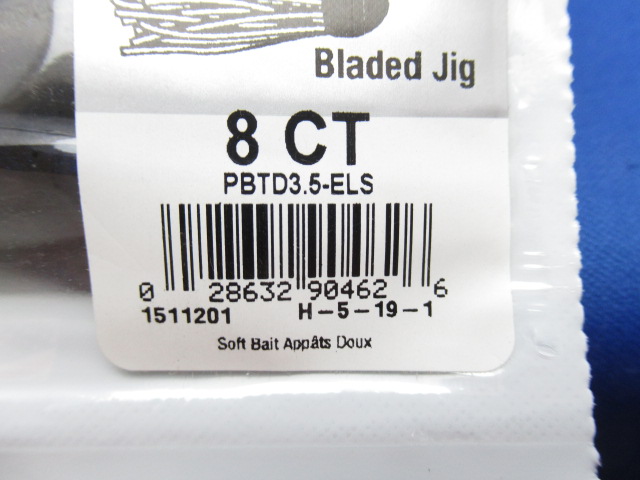 Bladed Jig
8 CT
PBTD3.5-ELS
0 28632 90462 6
1511201 H-5-19-1
Soft Bait Appâts Doux